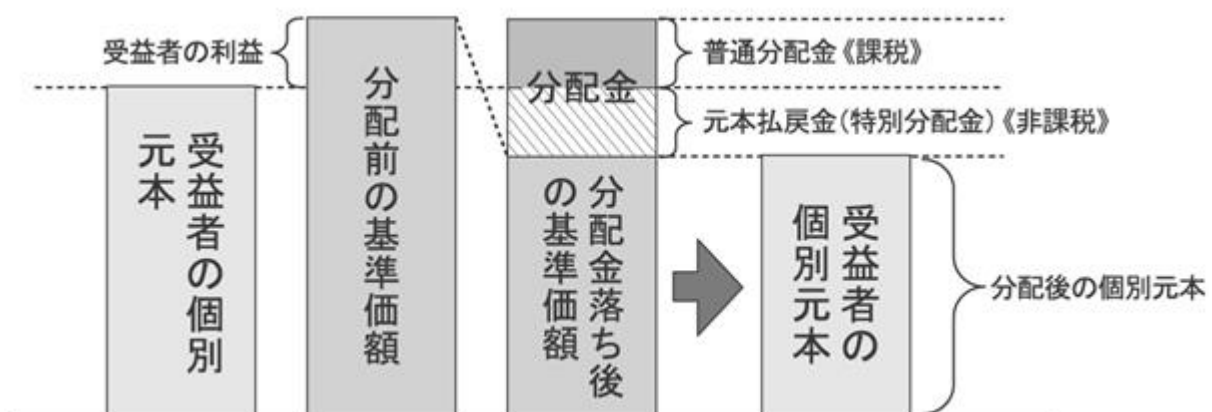 受益者の利益
受益者の個別
元本
分配前の基準価額
分配金
分配金落ち後
の基準価額
普通分配金《課税》
元本払戻金(特別分配金)《非課税》
受益者の
個別元本
分配後の個別元本